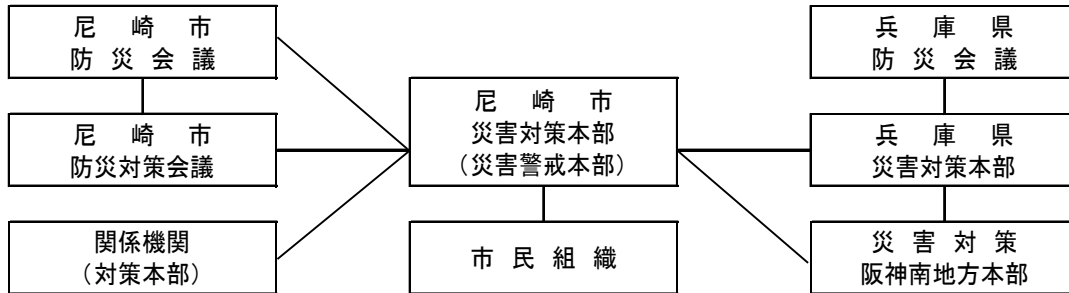 尼崎市
防災会議
尼崎市
防災対策会議
関係機関
（対策本部）
尼崎市
災害対策本部
（災害警戒本部）
市民組織
兵庫県
防災会議
兵庫県
災害対策本部
災害対策
阪神南地方本部